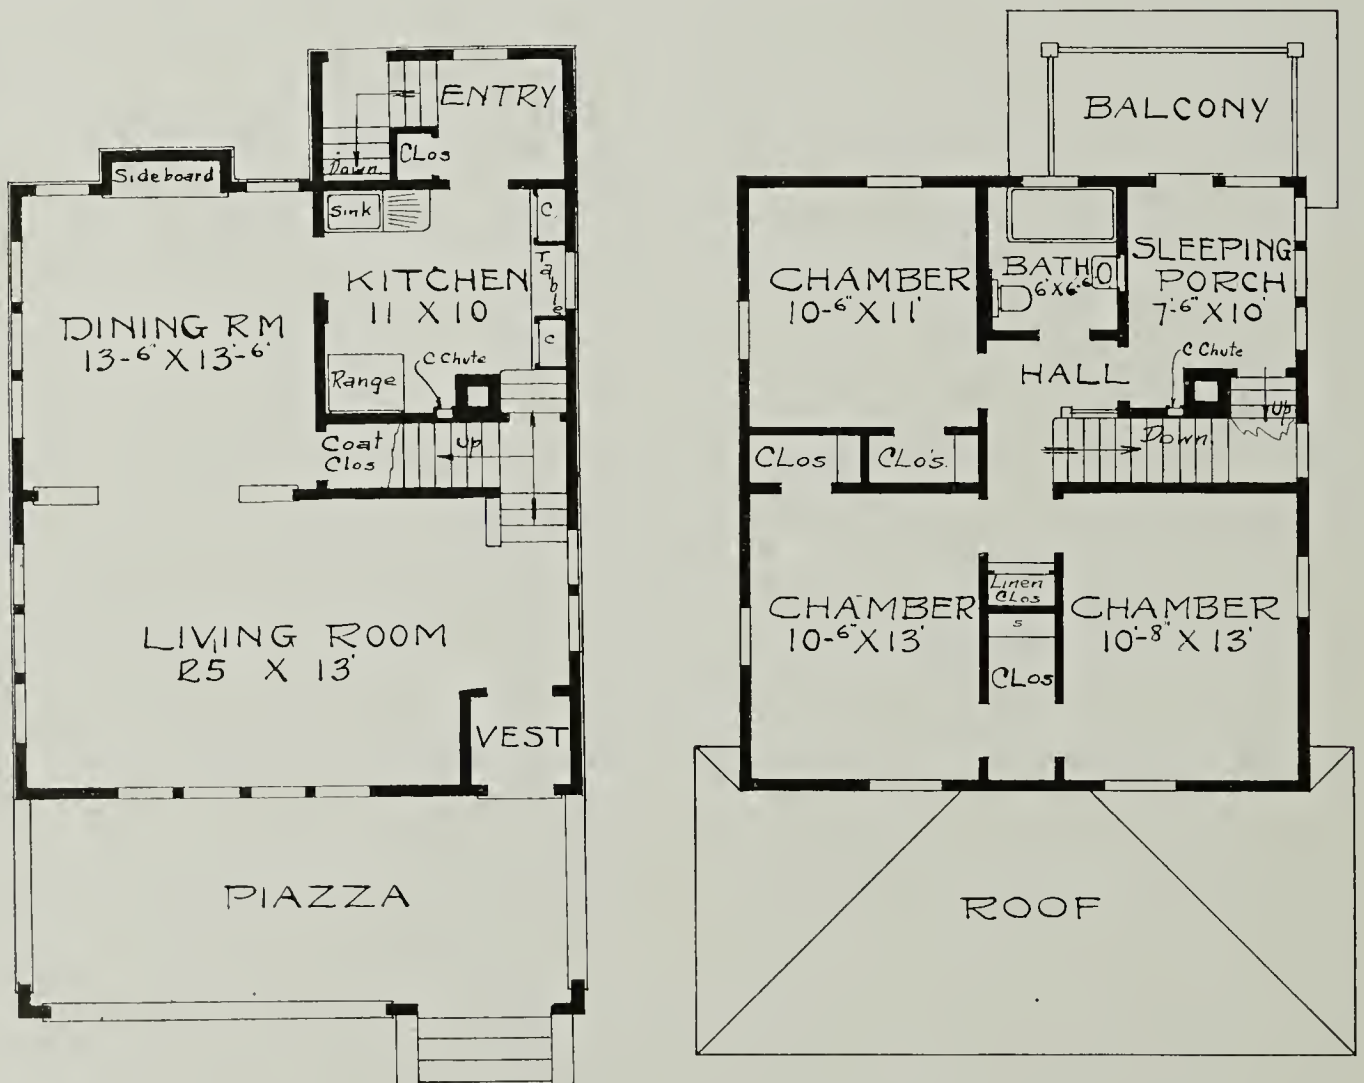 ENTRY
CLos
Down.
Sideboard
Sink
C.
KITCHEN
11 X 10
Table
C
DINING RM
13-6" X 13'-6"
Range
C Chute
Coat
Clos
Up
LIVING ROOM
25 X 13'
VEST
PIAZZA
BALCONY
CHAMBER
10-6" X 11'
BATH
6' X 6'-6"
SLEEPING
PORCH
7'-6" X 10'
C Chute
HALL
Up
Down.
CLos
CLo's.
Linen
CLos
CHAMBER
10-6" X 13'
S
CLos
CHAMBER
10'-8" X 13'
ROOF